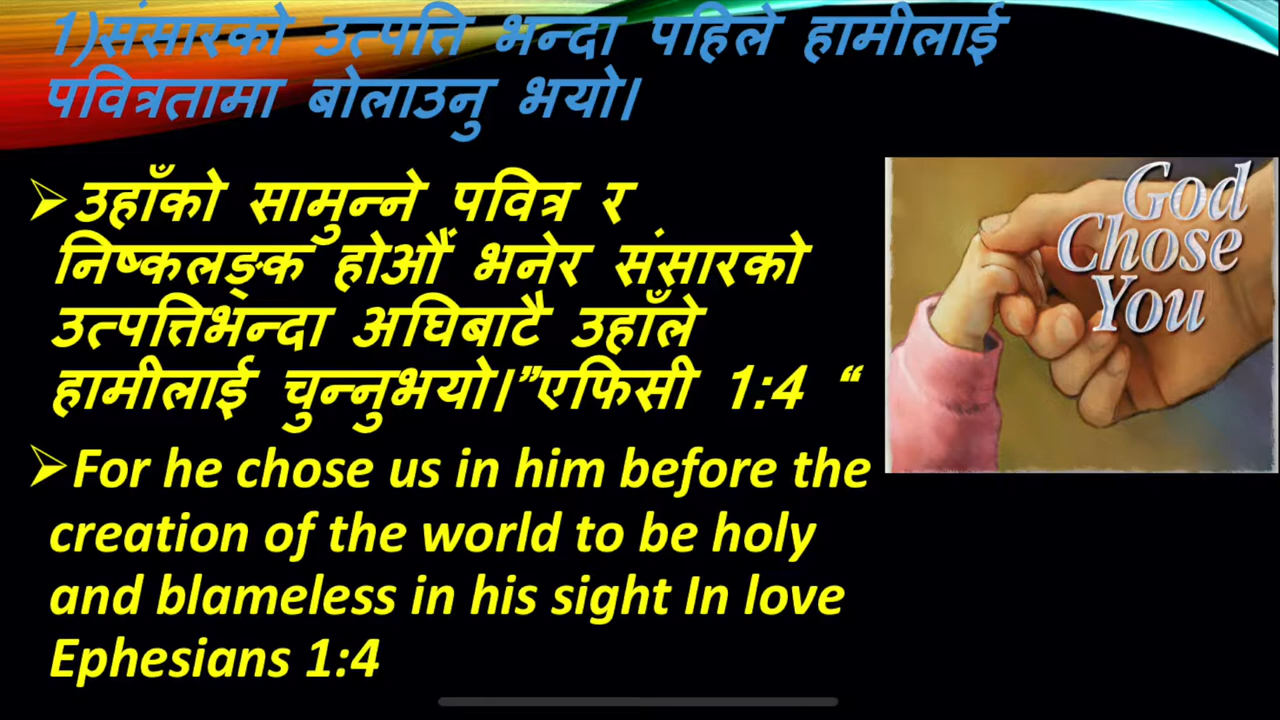 1)संसारको उत्पत्ति भन्दा पहिले हामीलाई
पवित्रतामा बोलाउनु भयो।
➢उहाँको सामुन्ने पवित्र र
निष्कलङ्क होऔं भनेर संसारको
उत्पत्तिभन्दा अघिबाटै उहाँले
हामीलाई चुन्नुभयो।”एफिसी 1:4 “
➢For he chose us in him before the
creation of the world to be holy
and blameless in his sight In love
Ephesians 1:4
God
Chose
You